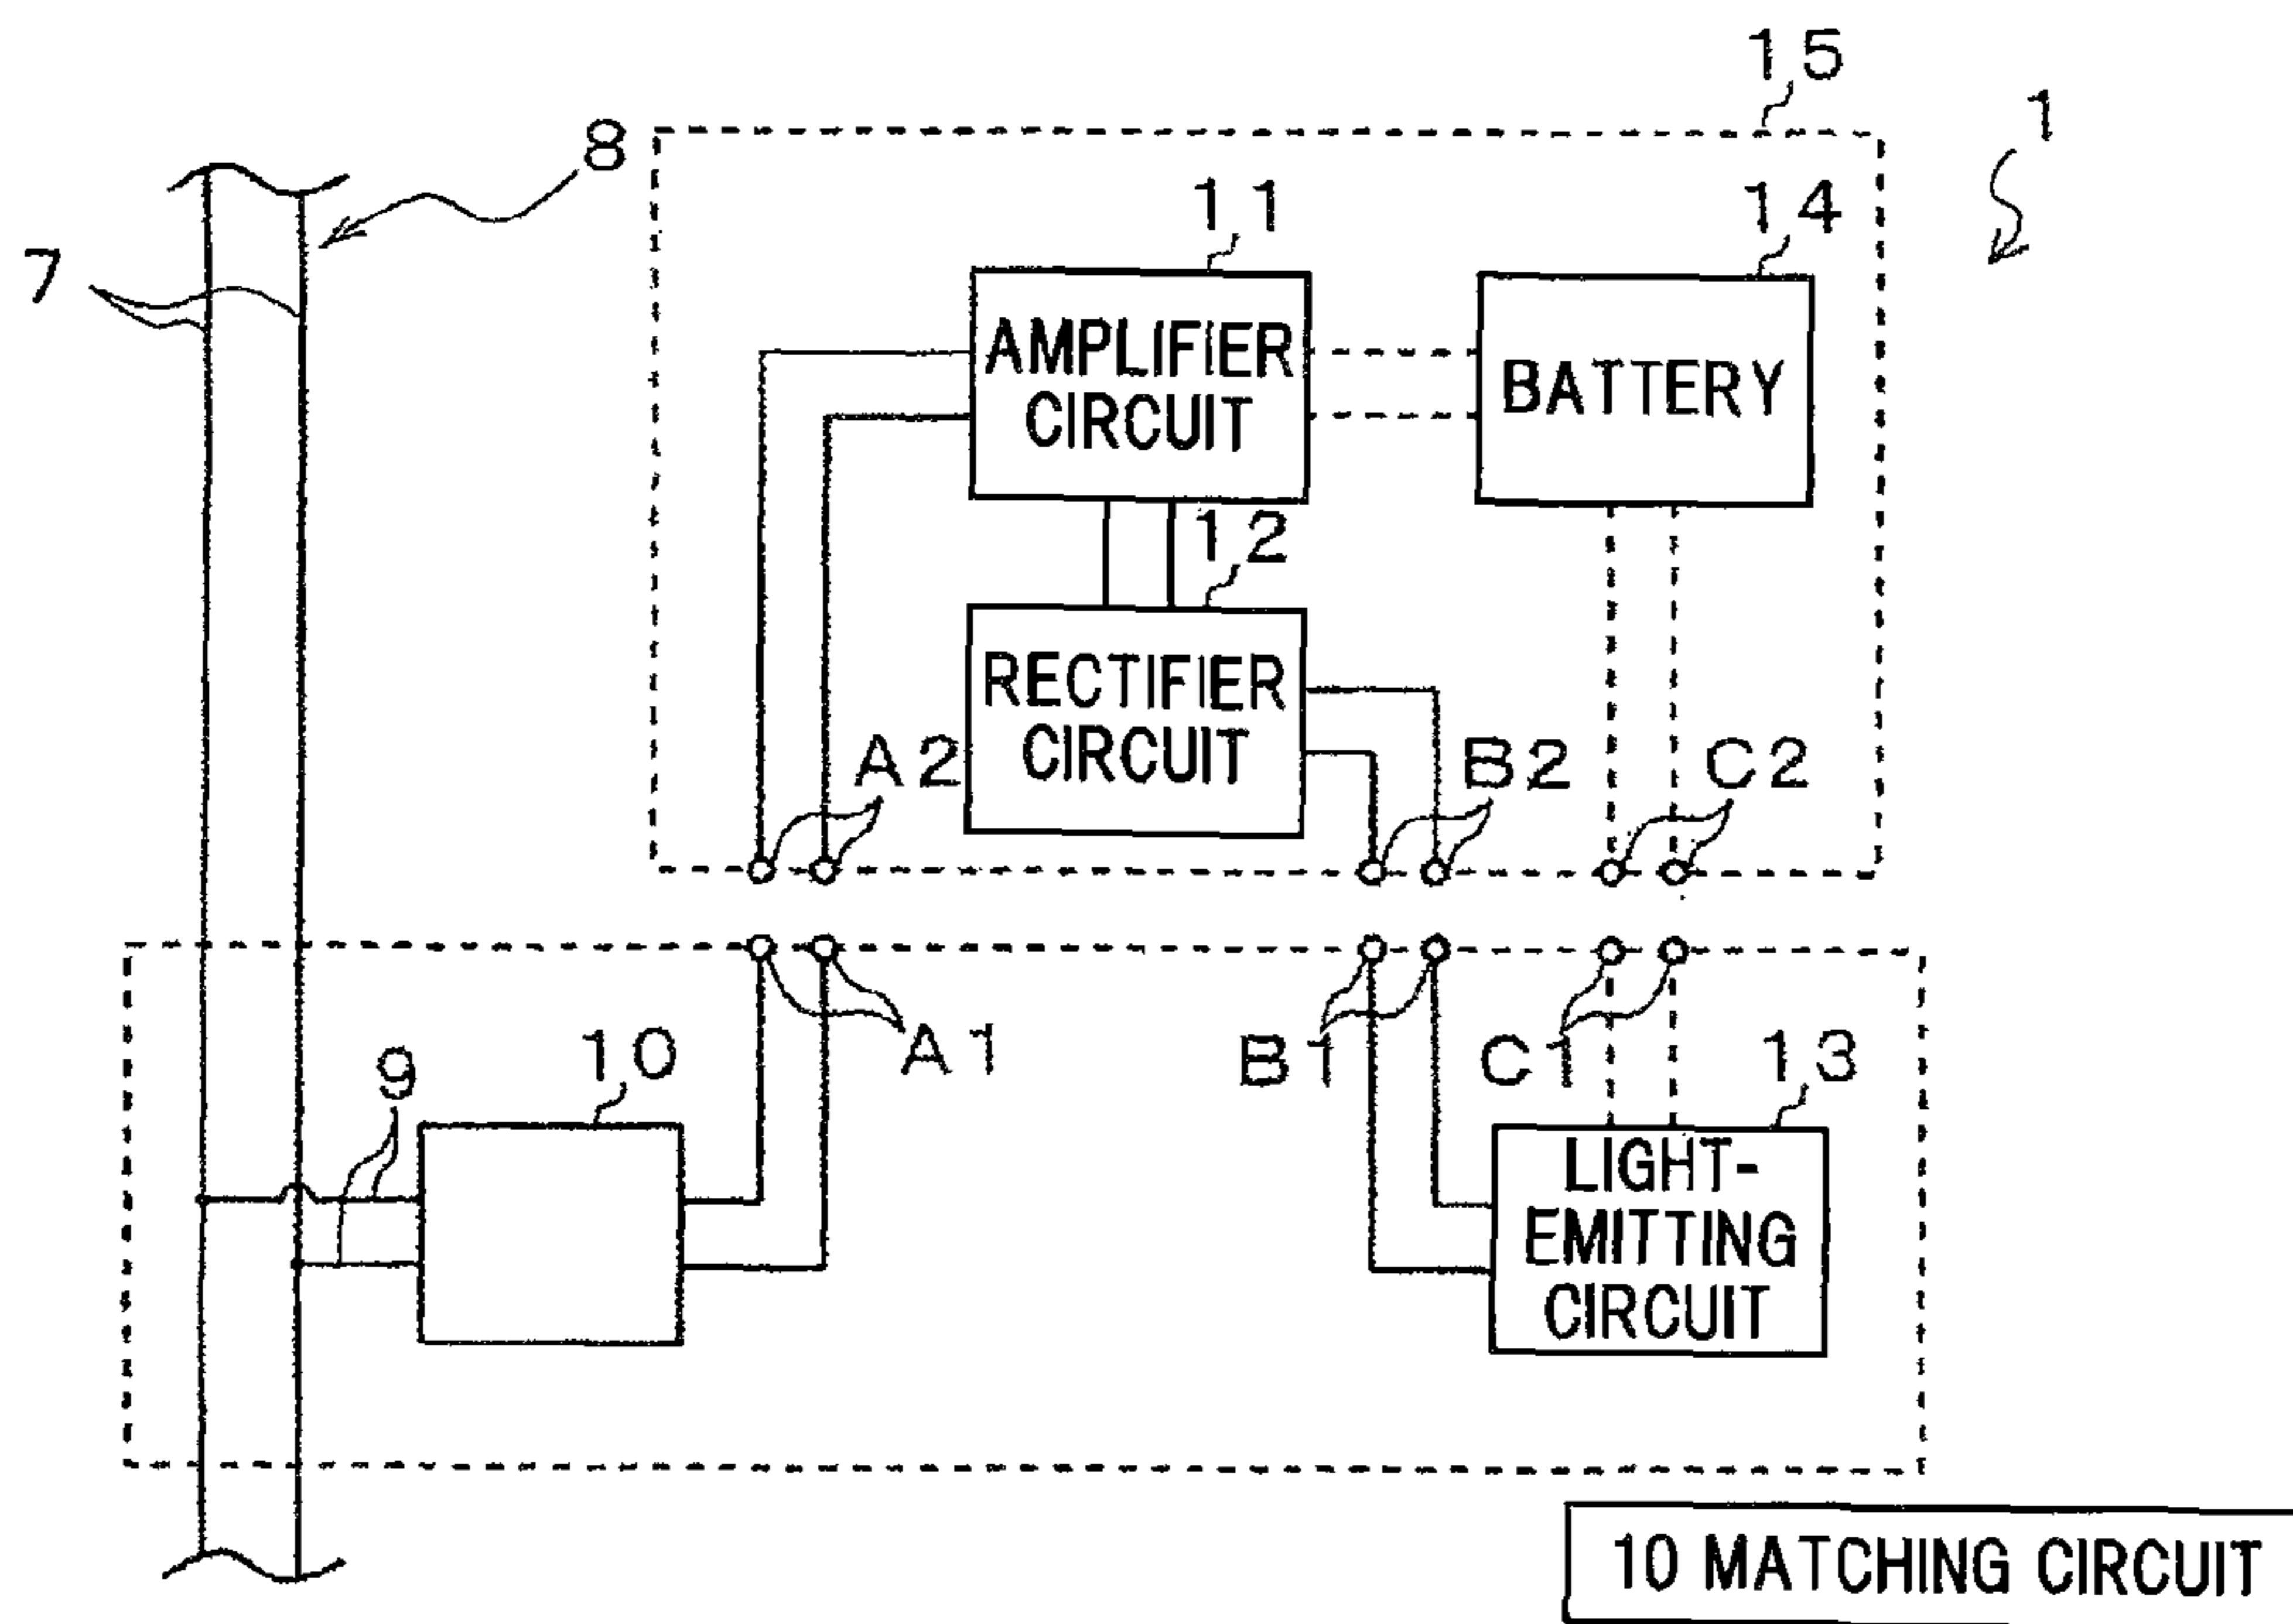 15
1
8
11
14
7
AMPLIFIER
CIRCUIT
BATTERY
12
RECTIFIER
CIRCUIT
A2
B2
C2
A1
B1
C1
10
13
9
LIGHT-
EMITTING
CIRCUIT
10 MATCHING CIRCUIT